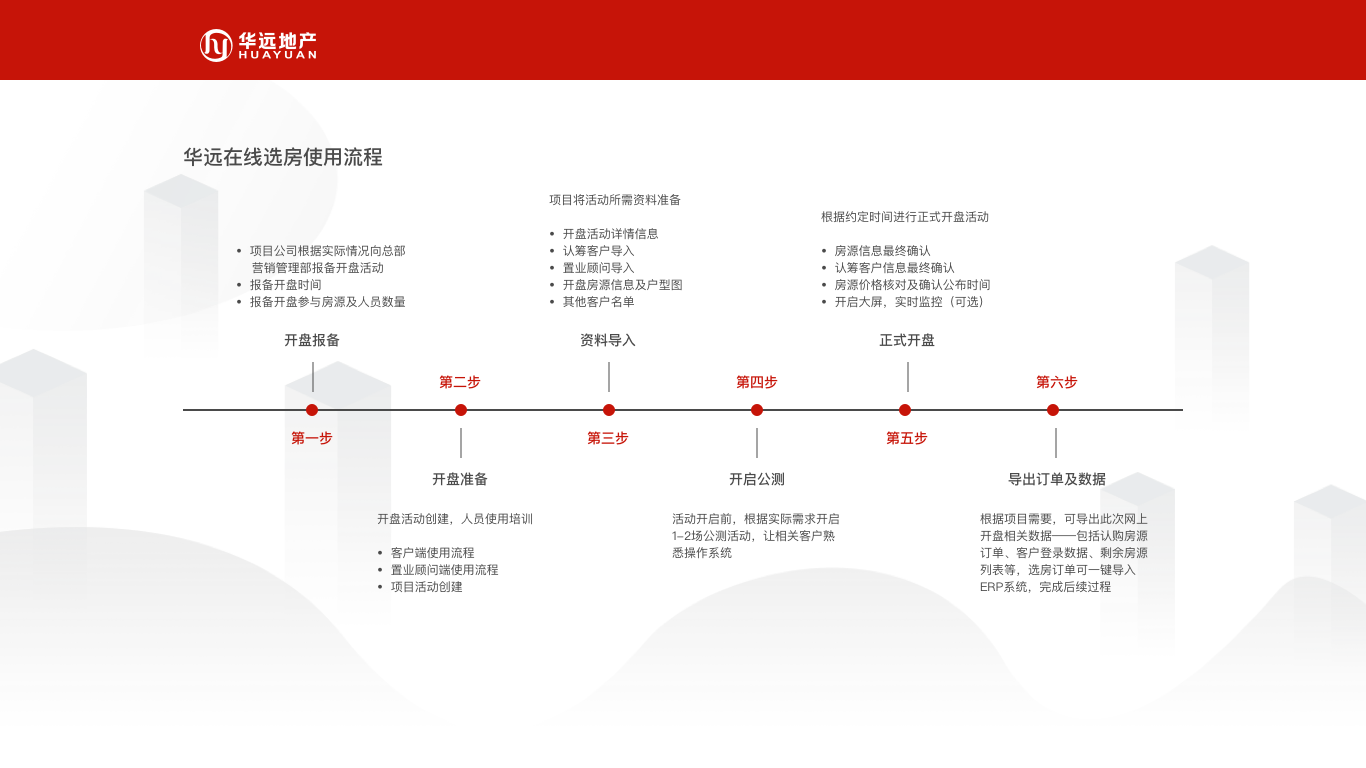 华远地产
HUAYUAN
华远在线选房使用流程
• 项目公司根据实际情况向总部
营销管理部报备开盘活动
• 报备开盘时间
• 报备开盘参与房源及人员数量
开盘报备
第一步
第二步
开盘准备
开盘活动创建，人员使用培训
• 客户端使用流程
• 置业顾问端使用流程
• 项目活动创建
项目将活动所需资料准备
• 开盘活动详情信息
• 认筹客户导入
• 置业顾问导入
• 开盘房源信息及户型图
• 其他客户名单
资料导入
第三步
第四步
开启公测
活动开启前，根据实际需求开启
1-2场公测活动，让相关客户熟
悉操作系统
根据约定时间进行正式开盘活动
• 房源信息最终确认
• 认筹客户信息最终确认
• 房源价格核对及确认公布时间
• 开启大屏，实时监控（可选）
正式开盘
第五步
第六步
导出订单及数据
根据项目需要，可导出此次网上
开盘相关数据——包括认购房源
订单、客户登录数据、剩余房源
列表等，选房订单可一键导入
ERP系统，完成后续过程